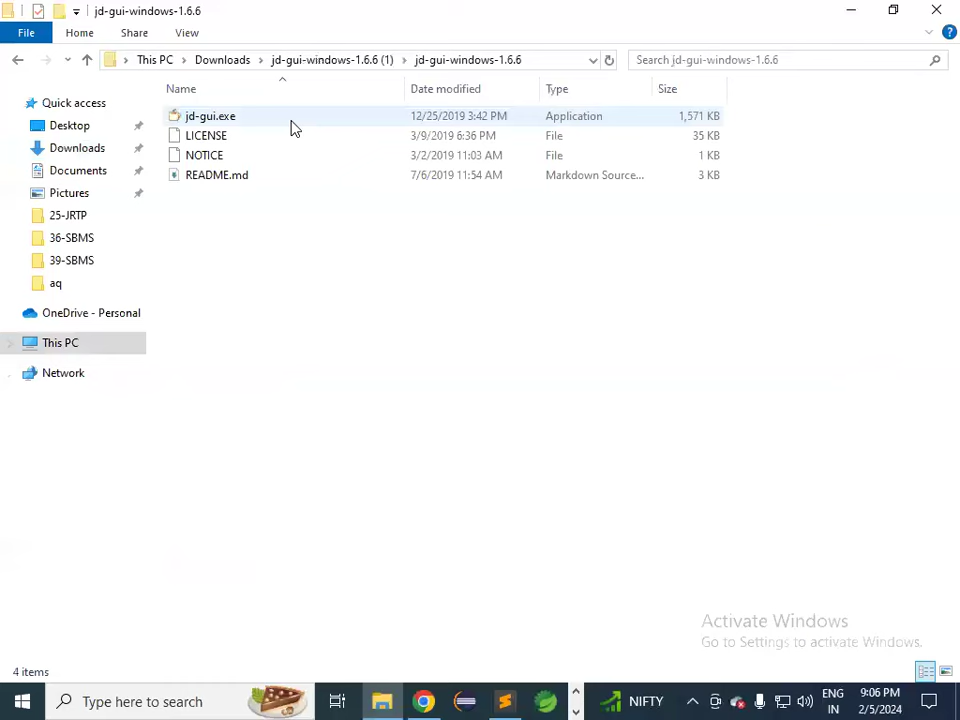 jd-gui-windows-1.6.6
File Home Share View
This PC Downloads jd-gui-windows-1.6.6 (1) jd-gui-windows-1.6.6 Search jd-gui-windows-1.6.6
Name Date modified Type Size
Quick access
Desktop
Downloads
Documents
Pictures
25-JRTP
36-SBMS
39-SBMS
aq
OneDrive - Personal
This PC
Network
jd-gui.exe 12/25/2019 3:42 PM Application 1,571 KB
LICENSE 3/9/2019 6:36 PM File 35 KB
NOTICE 3/2/2019 11:03 AM File 1 KB
README.md 7/6/2019 11:54 AM Markdown Source... 3 KB
Activate Windows
Go to Settings to activate Windows.
4 items
Type here to search
NIFTY
ENG
IN
9:06 PM
2/5/2024